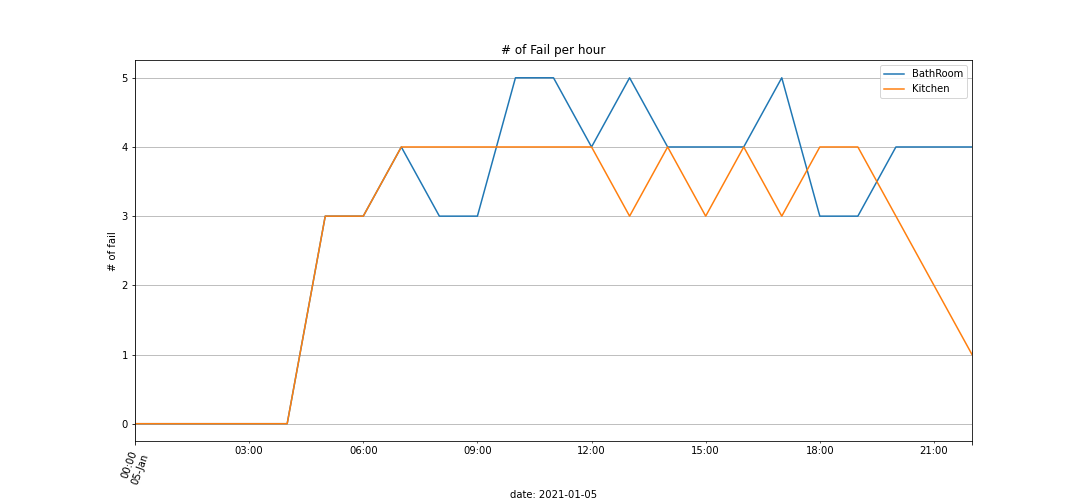 # of Fail per hour
BathRoom
Kitchen
# of fail
5
4
3
2
1
0
00:00
05-Jan
03:00
06:00
09:00
12:00
15:00
18:00
21:00
date: 2021-01-05